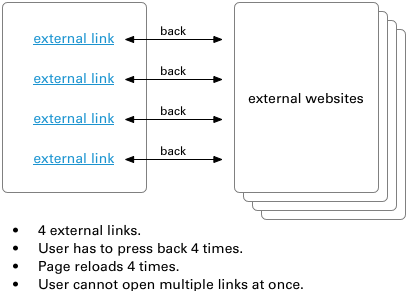 external link
back
external link
back
external link
back
external link
back
external websites
• 4 external links.
• User has to press back 4 times.
• Page reloads 4 times.
• User cannot open multiple links at once.